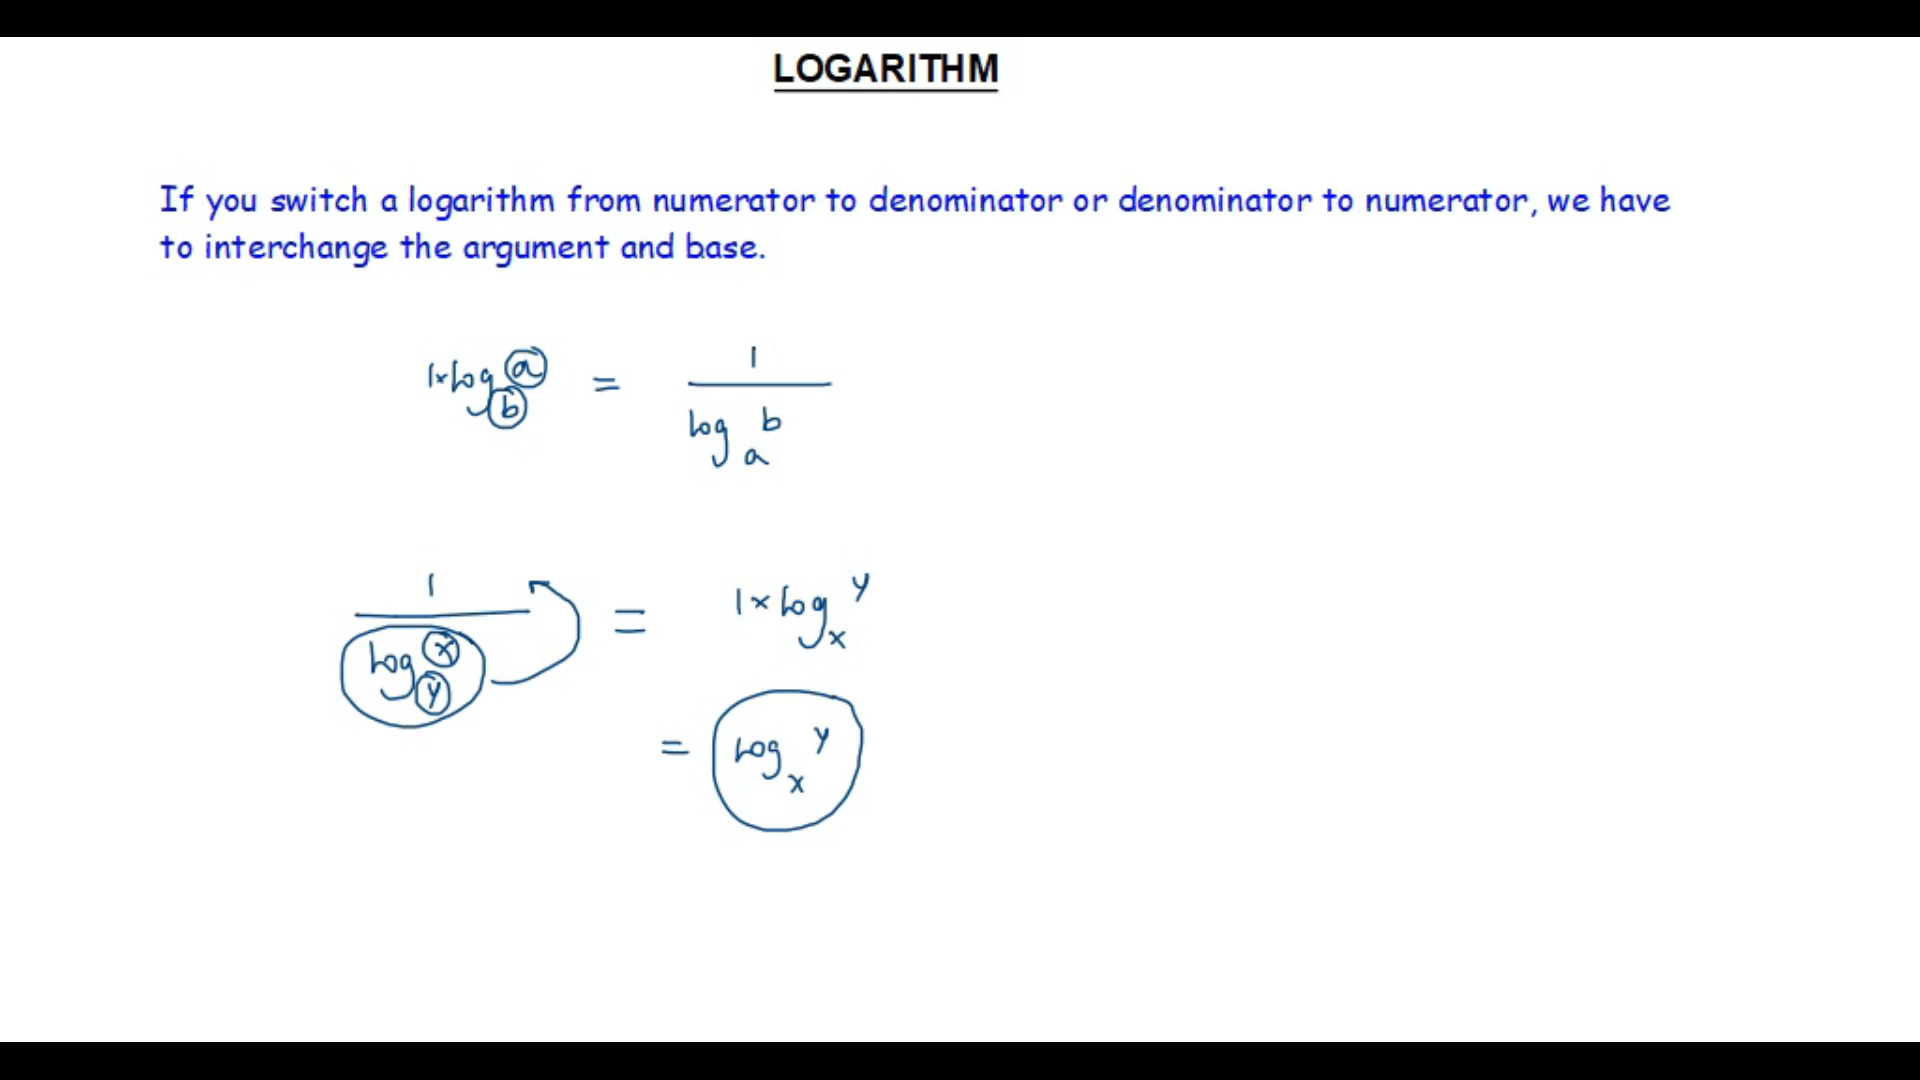 LOGARITHM
If you switch a logarithm from numerator to denominator or denominator to numerator, we have
to interchange the argument and base.
1×log_b a = 1/log_a b
1/log_y x = 1×log_x y
= log_x y